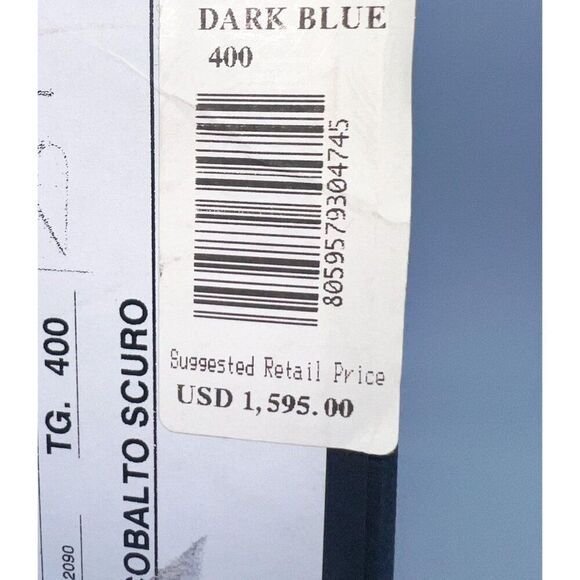 DARK BLUE
400
8059579304745
Suggested Retail Price
USD 1,595.00
TG. 400
COBALTO SCURO
2090